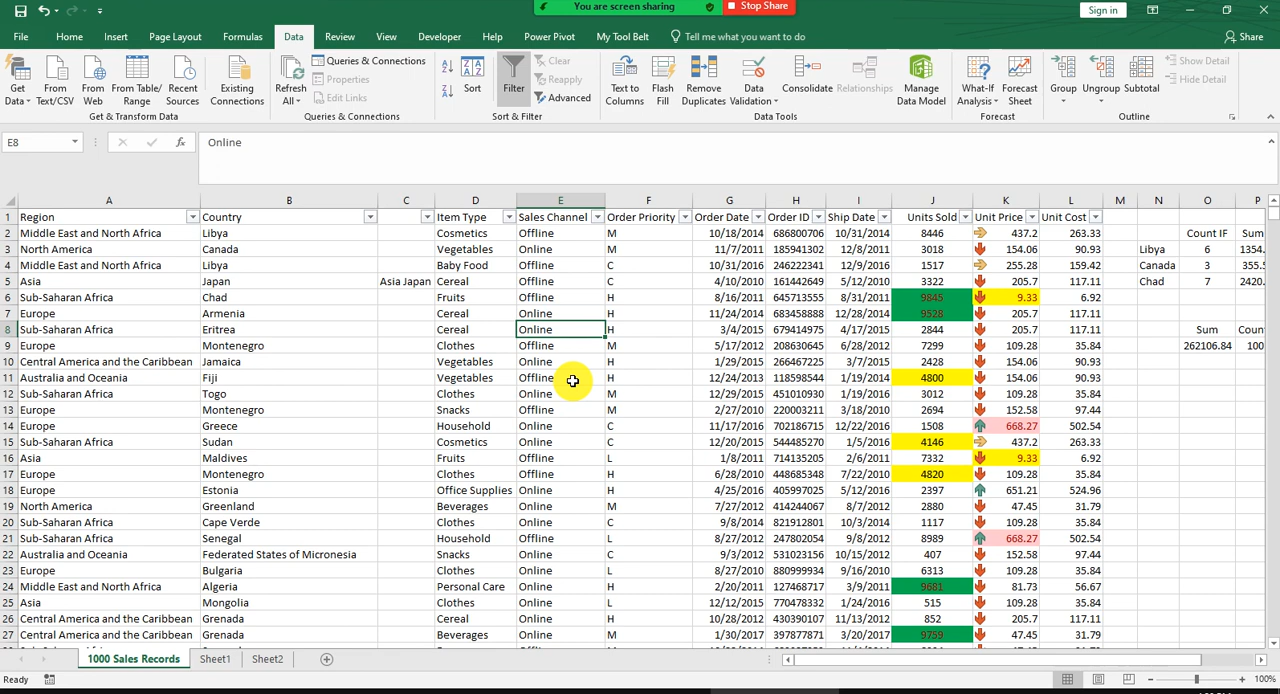 You are screen sharing Stop Share
Sign in
File Home Insert Page Layout Formulas Data Review View Developer Help Power Pivot My Tool Belt Tell me what you want to do Share
Get Data From Text/CSV From Web From Table/ Range Recent Sources Existing Connections Refresh All Queries & Connections Properties Edit Links Sort Filter Clear Reapply Advanced Text to Columns Flash Fill Remove Duplicates Data Validation Consolidate Relationships Manage Data Model What-If Analysis Forecast Sheet Group Ungroup Subtotal Show Detail Hide Detail
Get & Transform Data Queries & Connections Sort & Filter Data Tools Forecast Outline
E8 fx Online
A B C D E F G H I J K L M N O P
1 Region Country Item Type Sales Channel Order Priority Order Date Order ID Ship Date Units Sold Unit Price Unit Cost
2 Middle East and North Africa Libya Cosmetics Offline M 10/18/2014 686800706 10/31/2014 8446 437.2 263.33 Count IF Sum
3 North America Canada Vegetables Online M 11/7/2011 185941302 12/8/2011 3018 154.06 90.93 Libya 6 1354.
4 Middle East and North Africa Libya Baby Food Offline C 10/31/2016 246222341 12/9/2016 1517 255.28 159.42 Canada 3 355.5
5 Asia Japan Asia Japan Cereal Offline C 4/10/2010 161442649 5/12/2010 3322 205.7 117.11 Chad 7 2420.
6 Sub-Saharan Africa Chad Fruits Offline H 8/16/2011 645713555 8/31/2011 9845 9.33 6.92
7 Europe Armenia Cereal Online H 11/24/2014 683458888 12/28/2014 9528 205.7 117.11
8 Sub-Saharan Africa Eritrea Cereal Online H 3/4/2015 679414975 4/17/2015 2844 205.7 117.11 Sum Count
9 Europe Montenegro Clothes Offline M 5/17/2012 208630645 6/28/2012 7299 109.28 35.84 262106.84 100
10 Central America and the Caribbean Jamaica Vegetables Online H 1/29/2015 266467225 3/7/2015 2428 154.06 90.93
11 Australia and Oceania Fiji Vegetables Offline H 12/24/2013 118598544 1/19/2014 4800 154.06 90.93
12 Sub-Saharan Africa Togo Clothes Online M 12/29/2015 451010930 1/19/2016 3012 109.28 35.84
13 Europe Montenegro Snacks Offline M 2/27/2010 220003211 3/18/2010 2694 152.58 97.44
14 Europe Greece Household Online C 11/17/2016 702186715 12/22/2016 1508 668.27 502.54
15 Sub-Saharan Africa Sudan Cosmetics Online C 12/20/2015 544485270 1/5/2016 4146 437.2 263.33
16 Asia Maldives Fruits Offline L 1/8/2011 714135205 2/6/2011 7332 9.33 6.92
17 Europe Montenegro Clothes Offline H 6/28/2010 448685348 7/22/2010 4820 109.28 35.84
18 Europe Estonia Office Supplies Online H 4/25/2016 405997025 5/12/2016 2397 651.21 524.96
19 North America Greenland Beverages Online M 7/27/2012 414244067 8/7/2012 2880 47.45 31.79
20 Sub-Saharan Africa Cape Verde Clothes Online C 9/8/2014 821912801 10/3/2014 1117 109.28 35.84
21 Sub-Saharan Africa Senegal Household Offline L 8/27/2012 247802054 9/8/2012 8989 668.27 502.54
22 Australia and Oceania Federated States of Micronesia Snacks Online C 9/3/2012 531023156 10/15/2012 407 152.58 97.44
23 Europe Bulgaria Clothes Online L 8/27/2010 880999934 9/16/2010 6313 109.28 35.84
24 Middle East and North Africa Algeria Personal Care Online H 2/20/2011 127468717 3/9/2011 9681 81.73 56.67
25 Asia Mongolia Clothes Online L 12/12/2015 770478332 1/24/2016 515 109.28 35.84
26 Central America and the Caribbean Grenada Cereal Online H 10/28/2012 430390107 11/13/2012 852 205.7 117.11
27 Central America and the Caribbean Grenada Beverages Online M 1/30/2017 397877871 3/20/2017 9759 47.45 31.79
1000 Sales Records Sheet1 Sheet2
Ready 100%